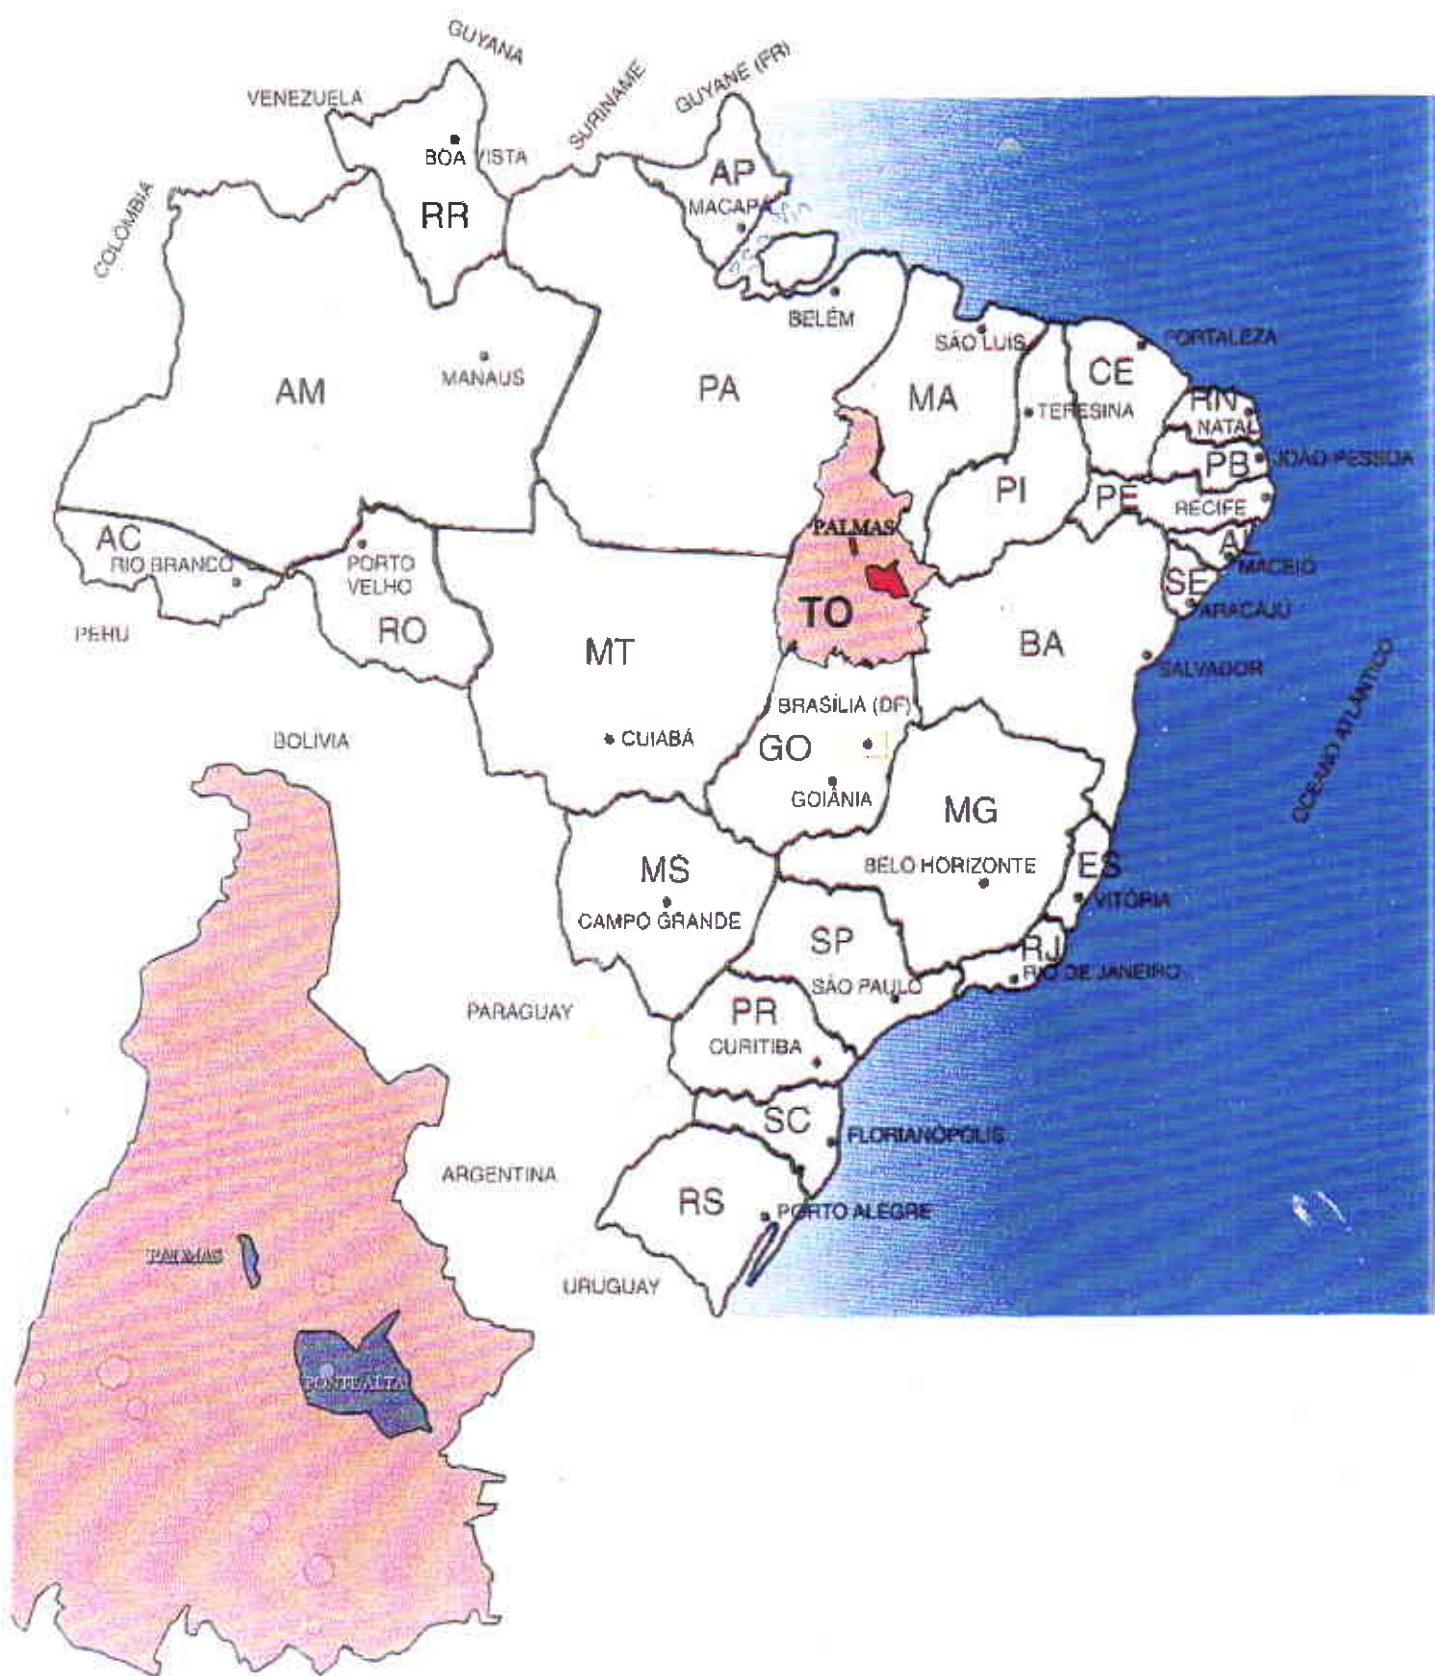 GUYANA
VENEZUELA
SURINAME
GUYANE (FR)
COLOMBIA
BOA VISTA
RR
AP
MACAPÁ
BELÉM
SÃO LUÍS
FORTALEZA
CE
AM
MANAUS
PA
MA
TERESINA
RN
NATAL
PB
JOÃO PESSOA
PI
PE
RECIFE
PALMAS
AC
RIO BRANCO
PORTO
VELHO
AL
MACEIÓ
SE
ARACAJÚ
TO
RO
PERU
MT
BA
SALVADOR
BRASÍLIA (DF)
OCEANO ATLÂNTICO
BOLIVIA
CUIABÁ
GO
GOIÂNIA
MG
MS
BELO HORIZONTE
ES
VITÓRIA
CAMPO GRANDE
SP
RJ
RIO DE JANEIRO
SÃO PAULO
PARAGUAY
PR
CURITIBA
SC
FLORIANÓPOLIS
ARGENTINA
RS
PORTO ALEGRE
PALMAS
URUGUAY
PONTE ALTA